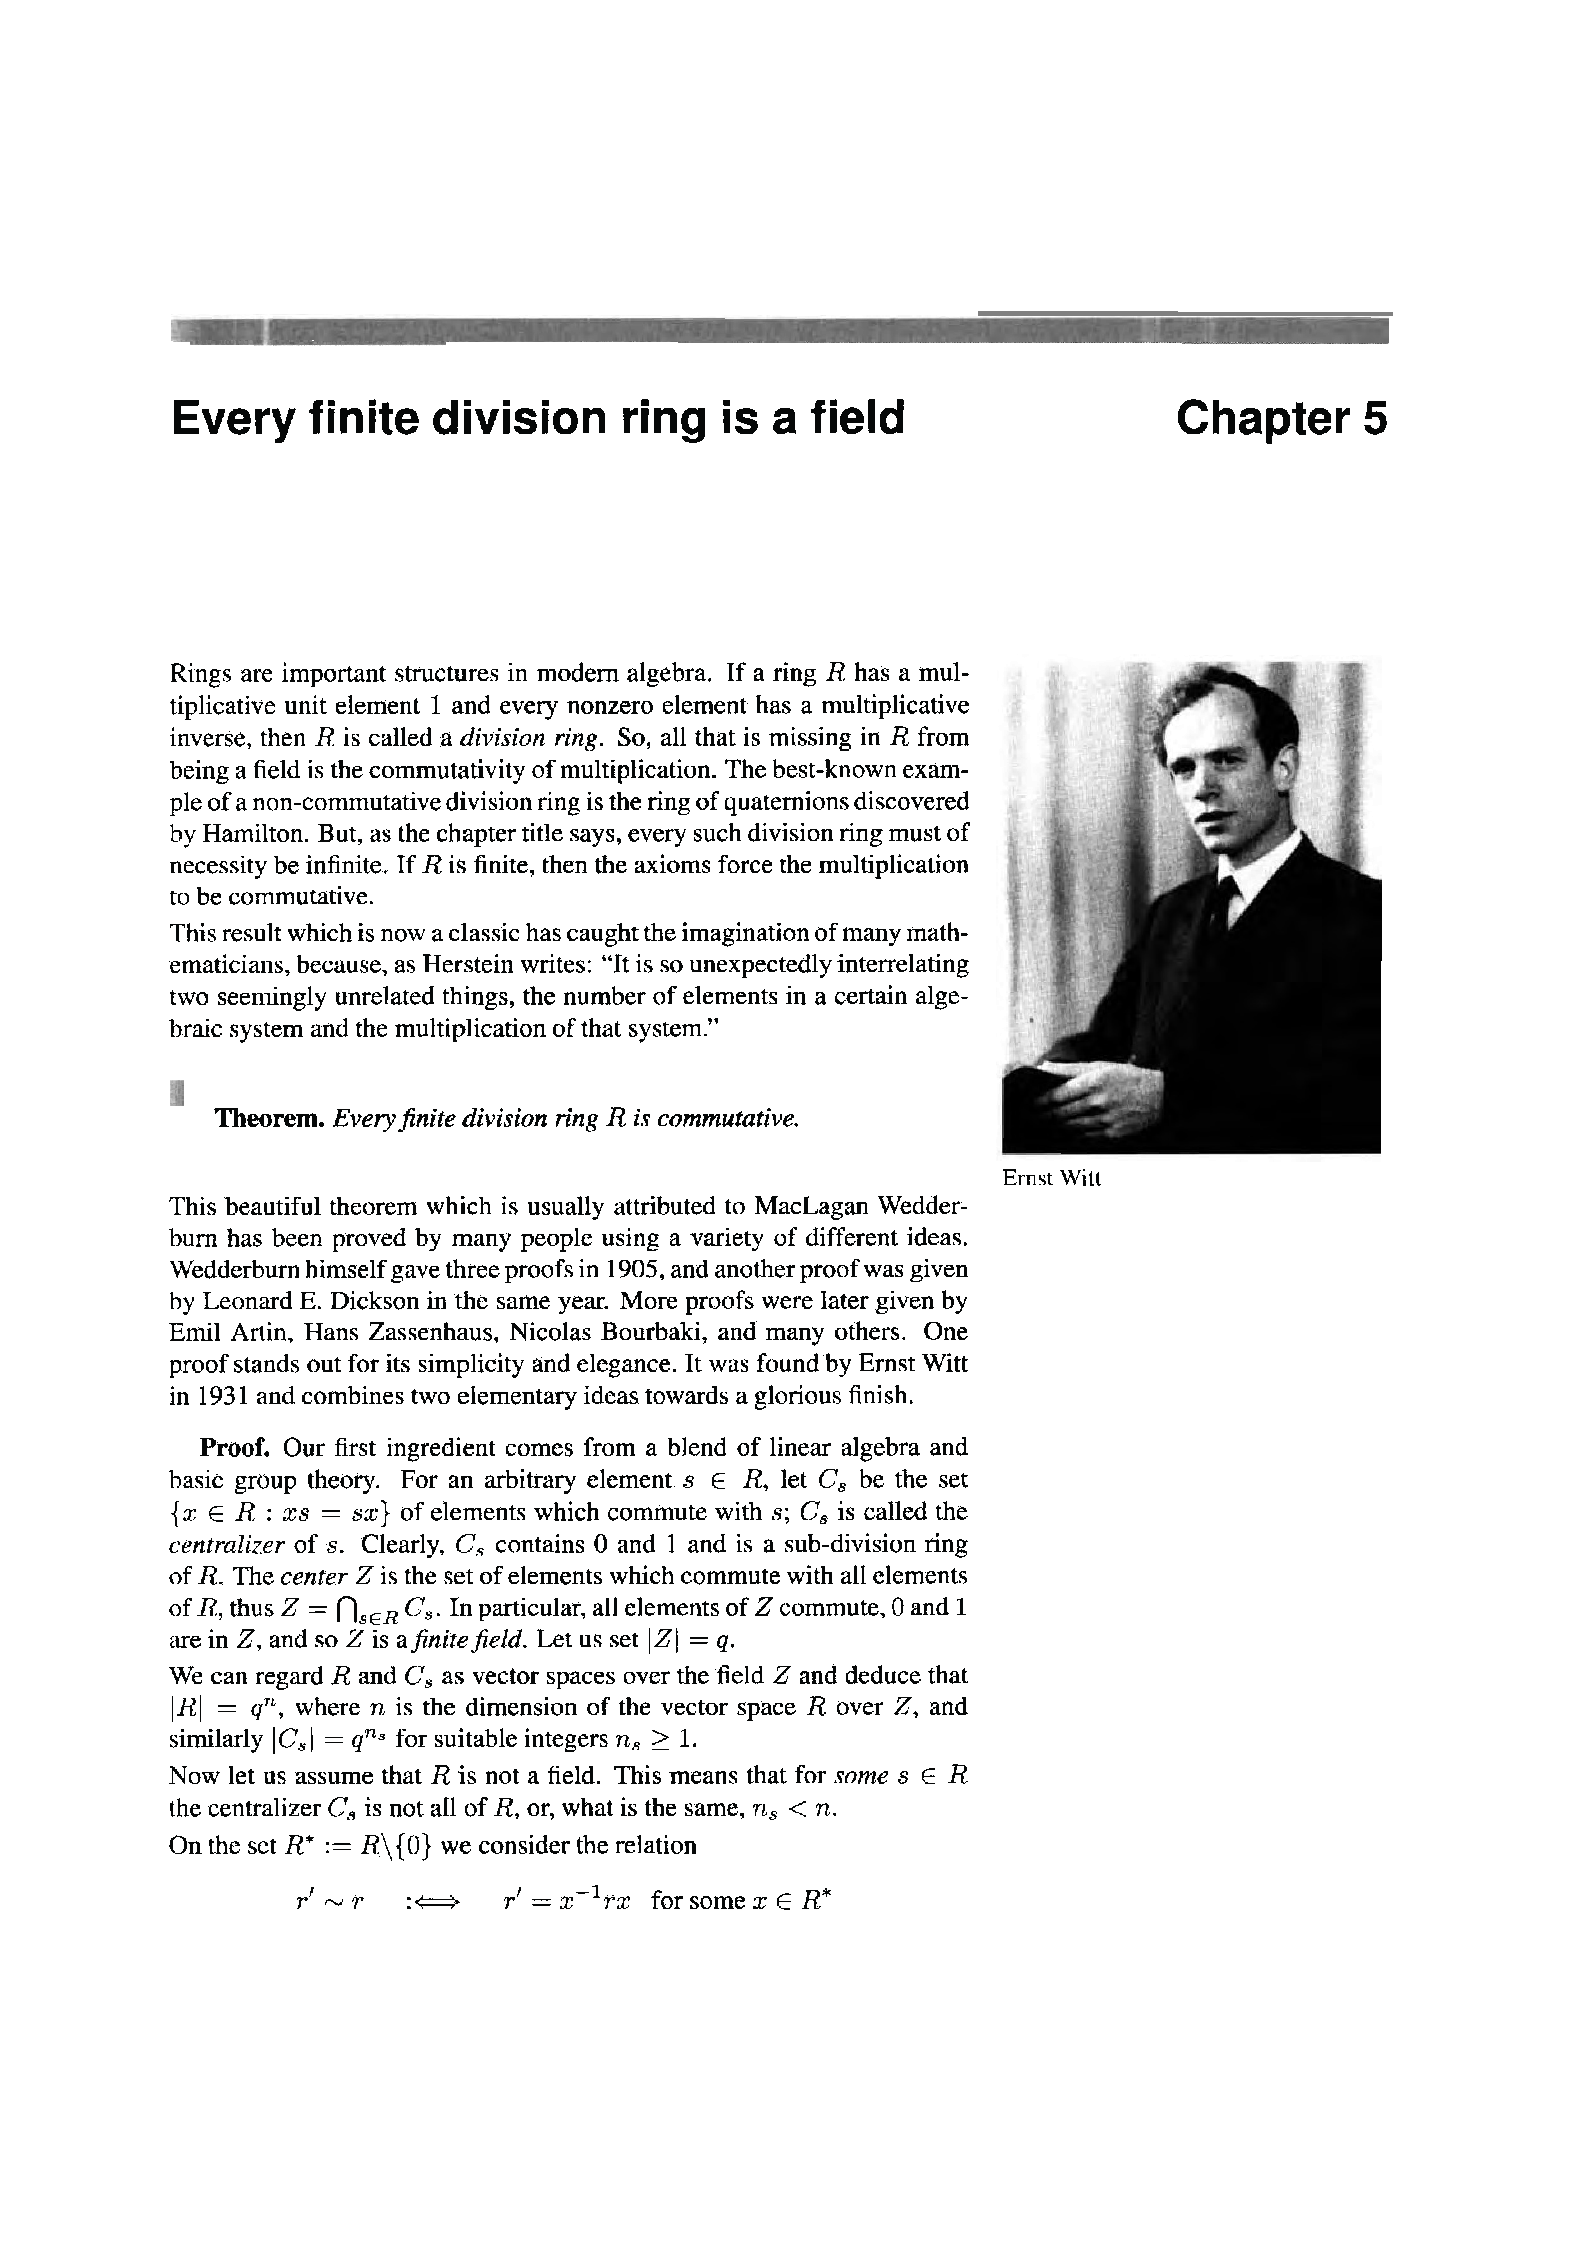 Every finite division ring is a field
Chapter 5
Rings are important structures in modern algebra. If a ring R has a mul-
tiplicative unit element 1 and every nonzero element has a multiplicative
inverse, then R is called a division ring. So, all that is missing in R from
being a field is the commutativity of multiplication. The best-known exam-
ple of a non-commutative division ring is the ring of quaternions discovered
by Hamilton. But, as the chapter title says, every such division ring must of
necessity be infinite. If R is finite, then the axioms force the multiplication
to be commutative.
This result which is now a classic has caught the imagination of many math-
ematicians, because, as Herstein writes: “It is so unexpectedly interrelating
two seemingly unrelated things, the number of elements in a certain alge-
braic system and the multiplication of that system.”
Theorem. Every finite division ring R is commutative.
Ernst Witt
This beautiful theorem which is usually attributed to MacLagan Wedder-
burn has been proved by many people using a variety of different ideas.
Wedderburn himself gave three proofs in 1905, and another proof was given
by Leonard E. Dickson in the same year. More proofs were later given by
Emil Artin, Hans Zassenhaus, Nicolas Bourbaki, and many others. One
proof stands out for its simplicity and elegance. It was found by Ernst Witt
in 1931 and combines two elementary ideas towards a glorious finish.
Proof. Our first ingredient comes from a blend of linear algebra and
basic group theory. For an arbitrary element s ∈ R, let C_s be the set
{x ∈ R : xs = sx} of elements which commute with s; C_s is called the
centralizer of s. Clearly, C_s contains 0 and 1 and is a sub-division ring
of R. The center Z is the set of elements which commute with all elements
of R, thus Z = ⋂_{s∈R} C_s. In particular, all elements of Z commute, 0 and 1
are in Z, and so Z is a finite field. Let us set |Z| = q.
We can regard R and C_s as vector spaces over the field Z and deduce that
|R| = q^n, where n is the dimension of the vector space R over Z, and
similarly |C_s| = q^{n_s} for suitable integers n_s ≥ 1.
Now let us assume that R is not a field. This means that for some s ∈ R
the centralizer C_s is not all of R, or, what is the same, n_s < n.
On the set R* := R\{0} we consider the relation
r′ ∼ r :⟺ r′ = x^{−1}rx for some x ∈ R*